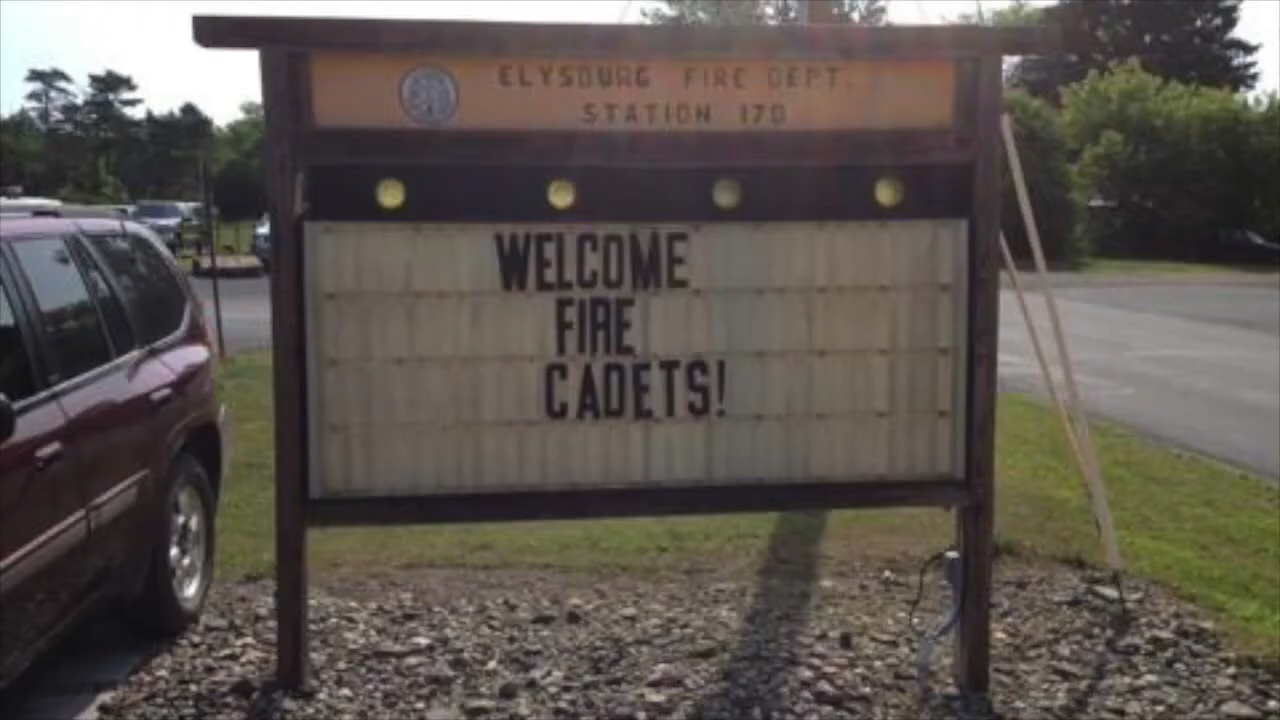 ELYSBURG FIRE DEPT.
STATION 170
WELCOME
FIRE
CADETS!